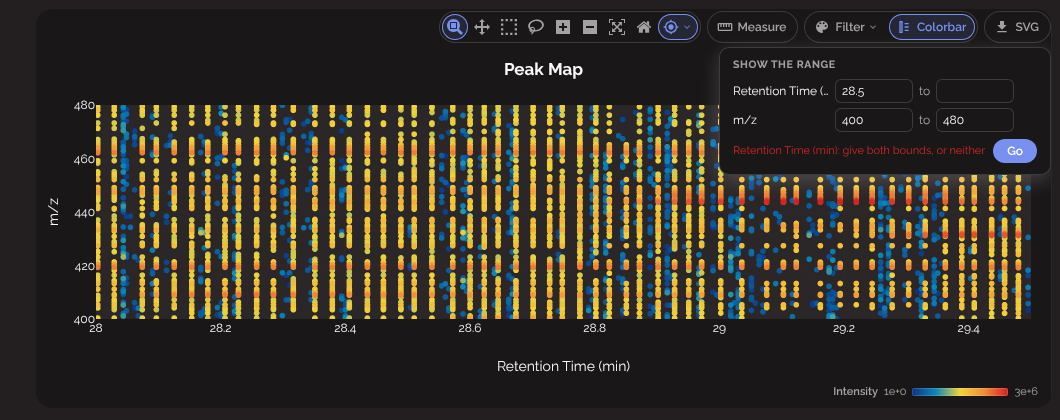 Measure
Filter
Colorbar
SVG
SHOW THE RANGE
Retention Time (... 28.5 to
m/z 400 to 480
Retention Time (min): give both bounds, or neither Go
Peak Map
480
460
440
420
400
m/z
28 28.2 28.4 28.6 28.8 29 29.2 29.4
Retention Time (min)
Intensity 1e+0 3e+6